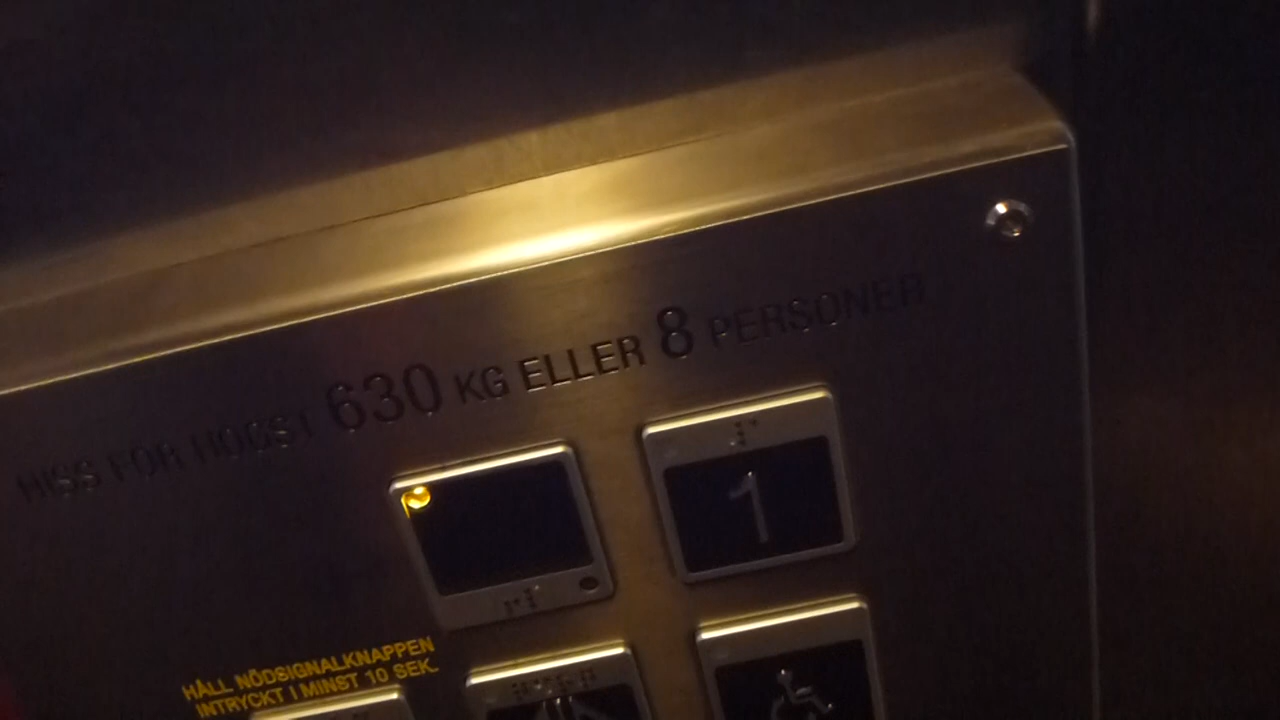 HISS FÖR HÖGST 630 KG ELLER 8 PERSONER
1
HÅLL NÖDSIGNALKNAPPEN
INTRYCKT I MINST 10 SEK.